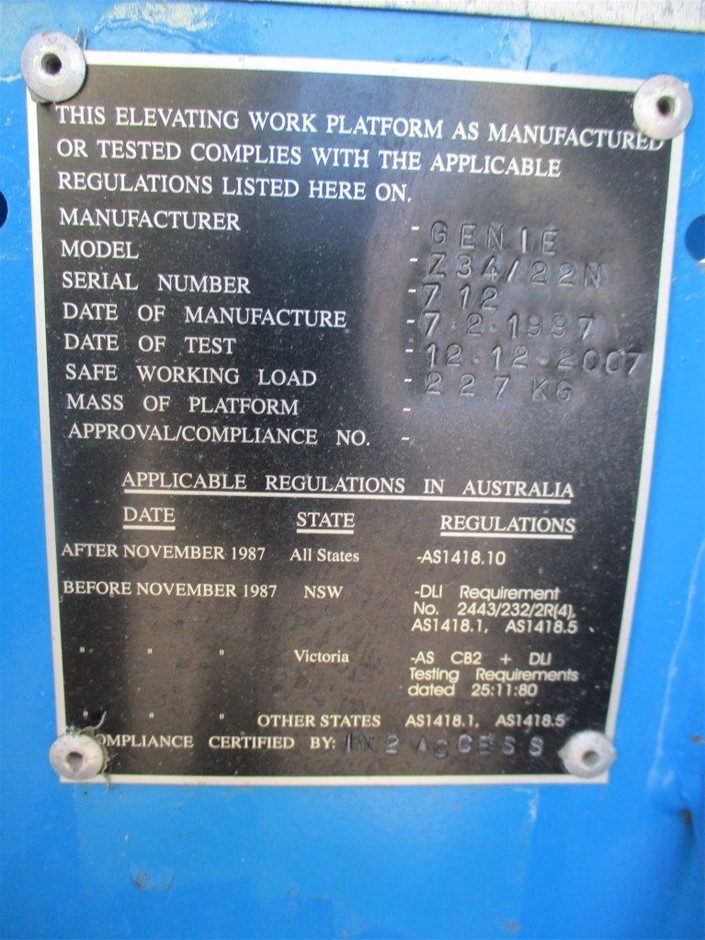 THIS ELEVATING WORK PLATFORM AS MANUFACTURED
OR TESTED COMPLIES WITH THE APPLICABLE
REGULATIONS LISTED HERE ON.
MANUFACTURER - GENIE
MODEL - Z34/22N
SERIAL NUMBER - 712
DATE OF MANUFACTURE - 7.2.1997
DATE OF TEST - 12.12.2007
SAFE WORKING LOAD - 227 KG
MASS OF PLATFORM -
APPROVAL/COMPLIANCE NO. -
APPLICABLE REGULATIONS IN AUSTRALIA
DATE STATE REGULATIONS
AFTER NOVEMBER 1987 All States -AS1418.10
BEFORE NOVEMBER 1987 NSW -DLI Requirement
No. 2443/232/2R(4),
AS1418.1, AS1418.5
" " " Victoria -AS CB2 + DLI
Testing Requirements
dated 25:11:80
" " " OTHER STATES AS1418.1, AS1418.5
COMPLIANCE CERTIFIED BY: IN 2 ACCESS